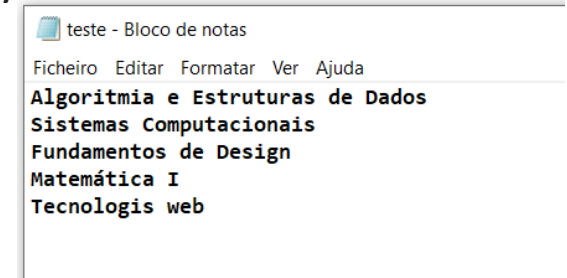 teste - Bloco de notas
Ficheiro Editar Formatar Ver Ajuda
Algoritmia e Estruturas de Dados
Sistemas Computacionais
Fundamentos de Design
Matemática I
Tecnologis web